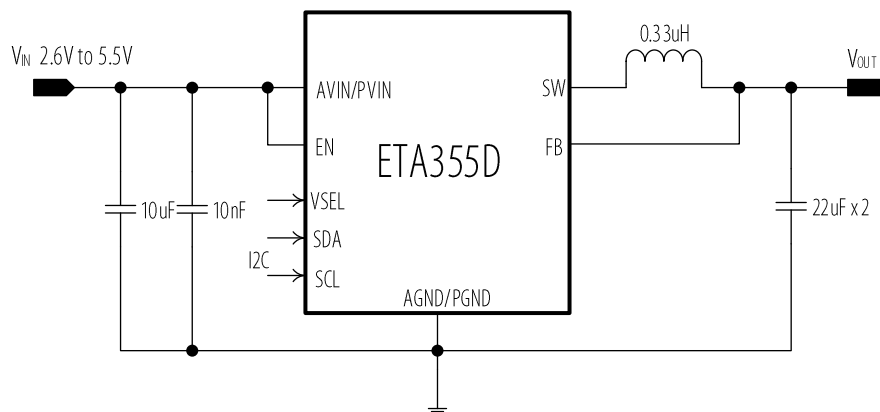 0.33uH
VIN 2.6V to 5.5V
VOUT
AVIN/PVIN
SW
EN
FB
ETA355D
VSEL
10uF
10nF
22uF x 2
SDA
I2C
SCL
AGND/PGND